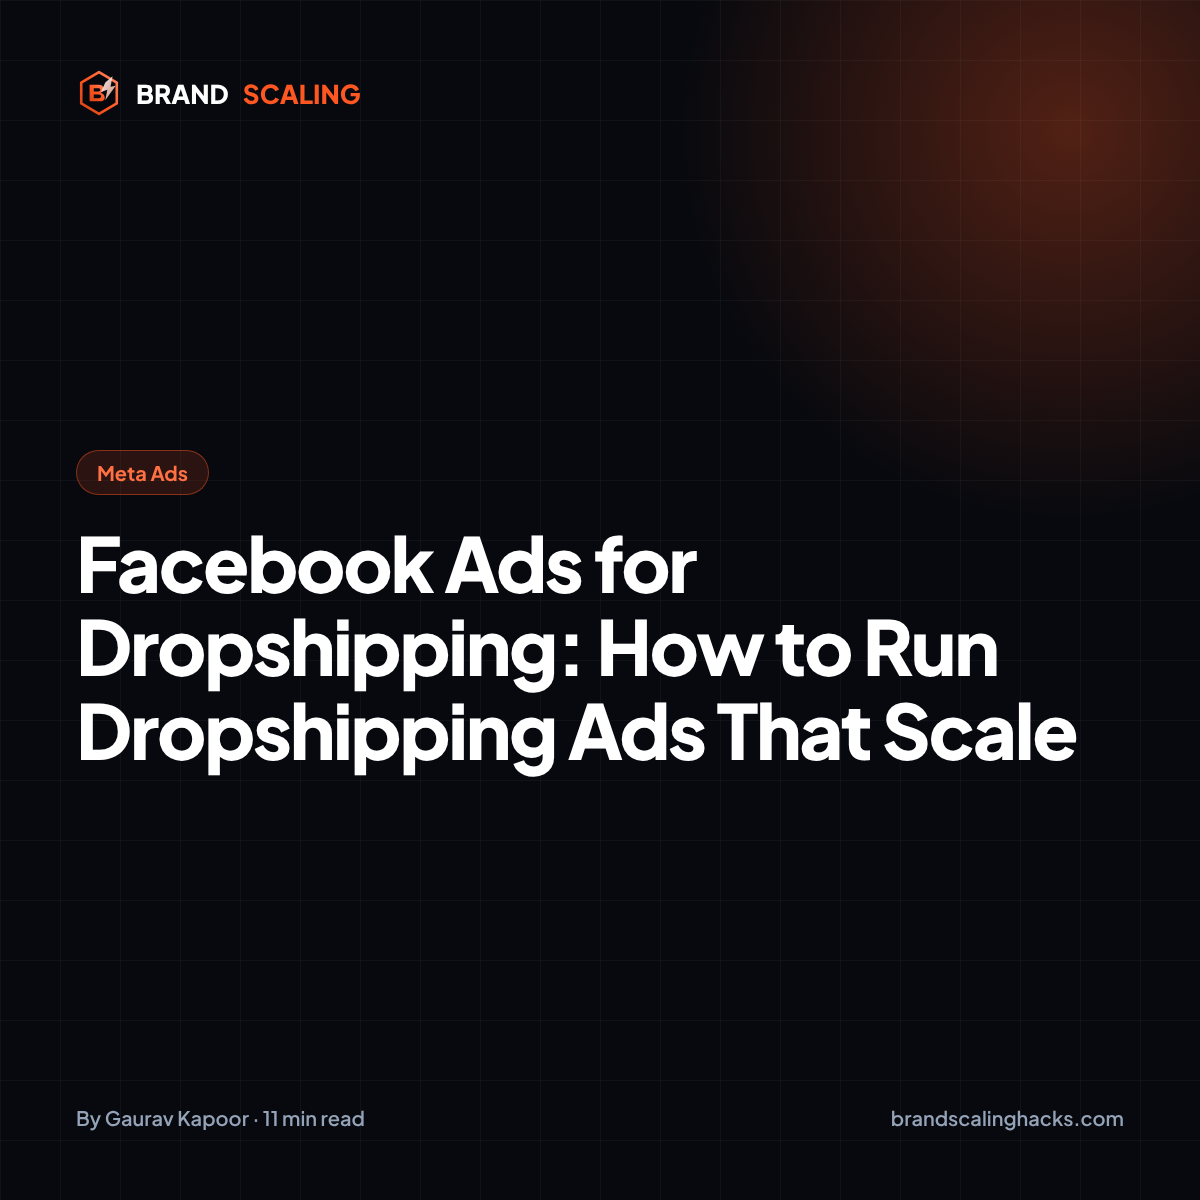 B
BRAND SCALING
Meta Ads
Facebook Ads for
Dropshipping: How to Run
Dropshipping Ads That Scale
By Gaurav Kapoor · 11 min read
brandscalinghacks.com